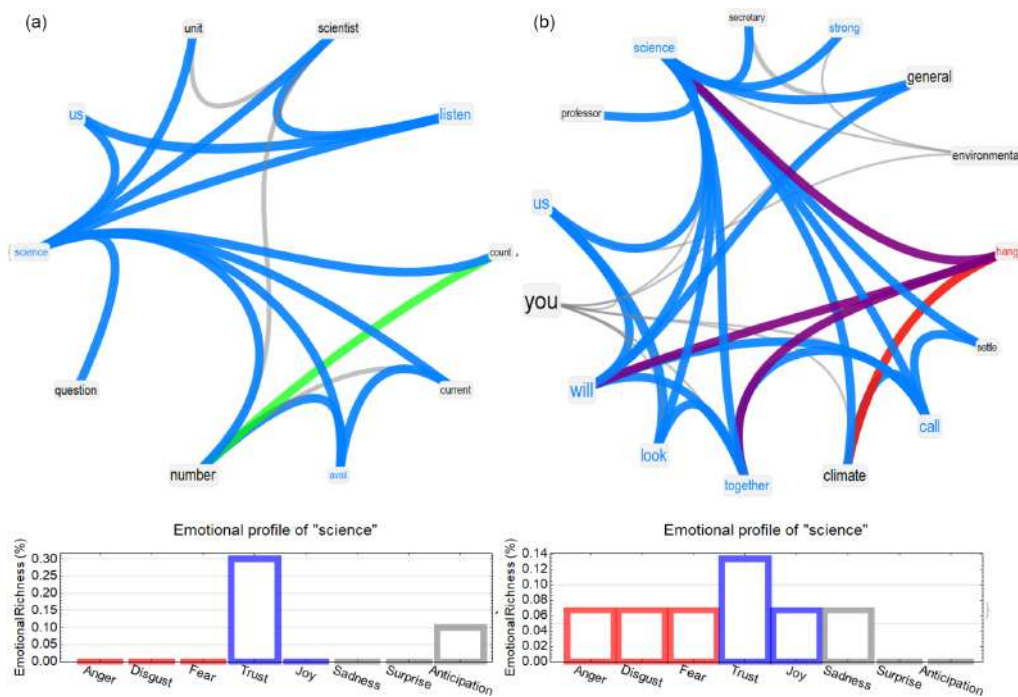 (a)
unit
scientist
us
listen
science
count
question
current
number
avail
(b)
secretary
strong
science
general
professor
environmenta
us
hang
you
settle
will
call
look
climate
together
Emotional profile of "science"
Emotional Richness (%)
0.30
0.25
0.20
0.15
0.10
0.05
0.00
Anger
Disgust
Fear
Trust
Joy
Sadness
Surprise
Anticipation
Emotional profile of "science"
Emotional Richness (%)
0.14
0.12
0.10
0.08
0.06
0.04
0.02
0.00
Anger
Disgust
Fear
Trust
Joy
Sadness
Surprise
Anticipation